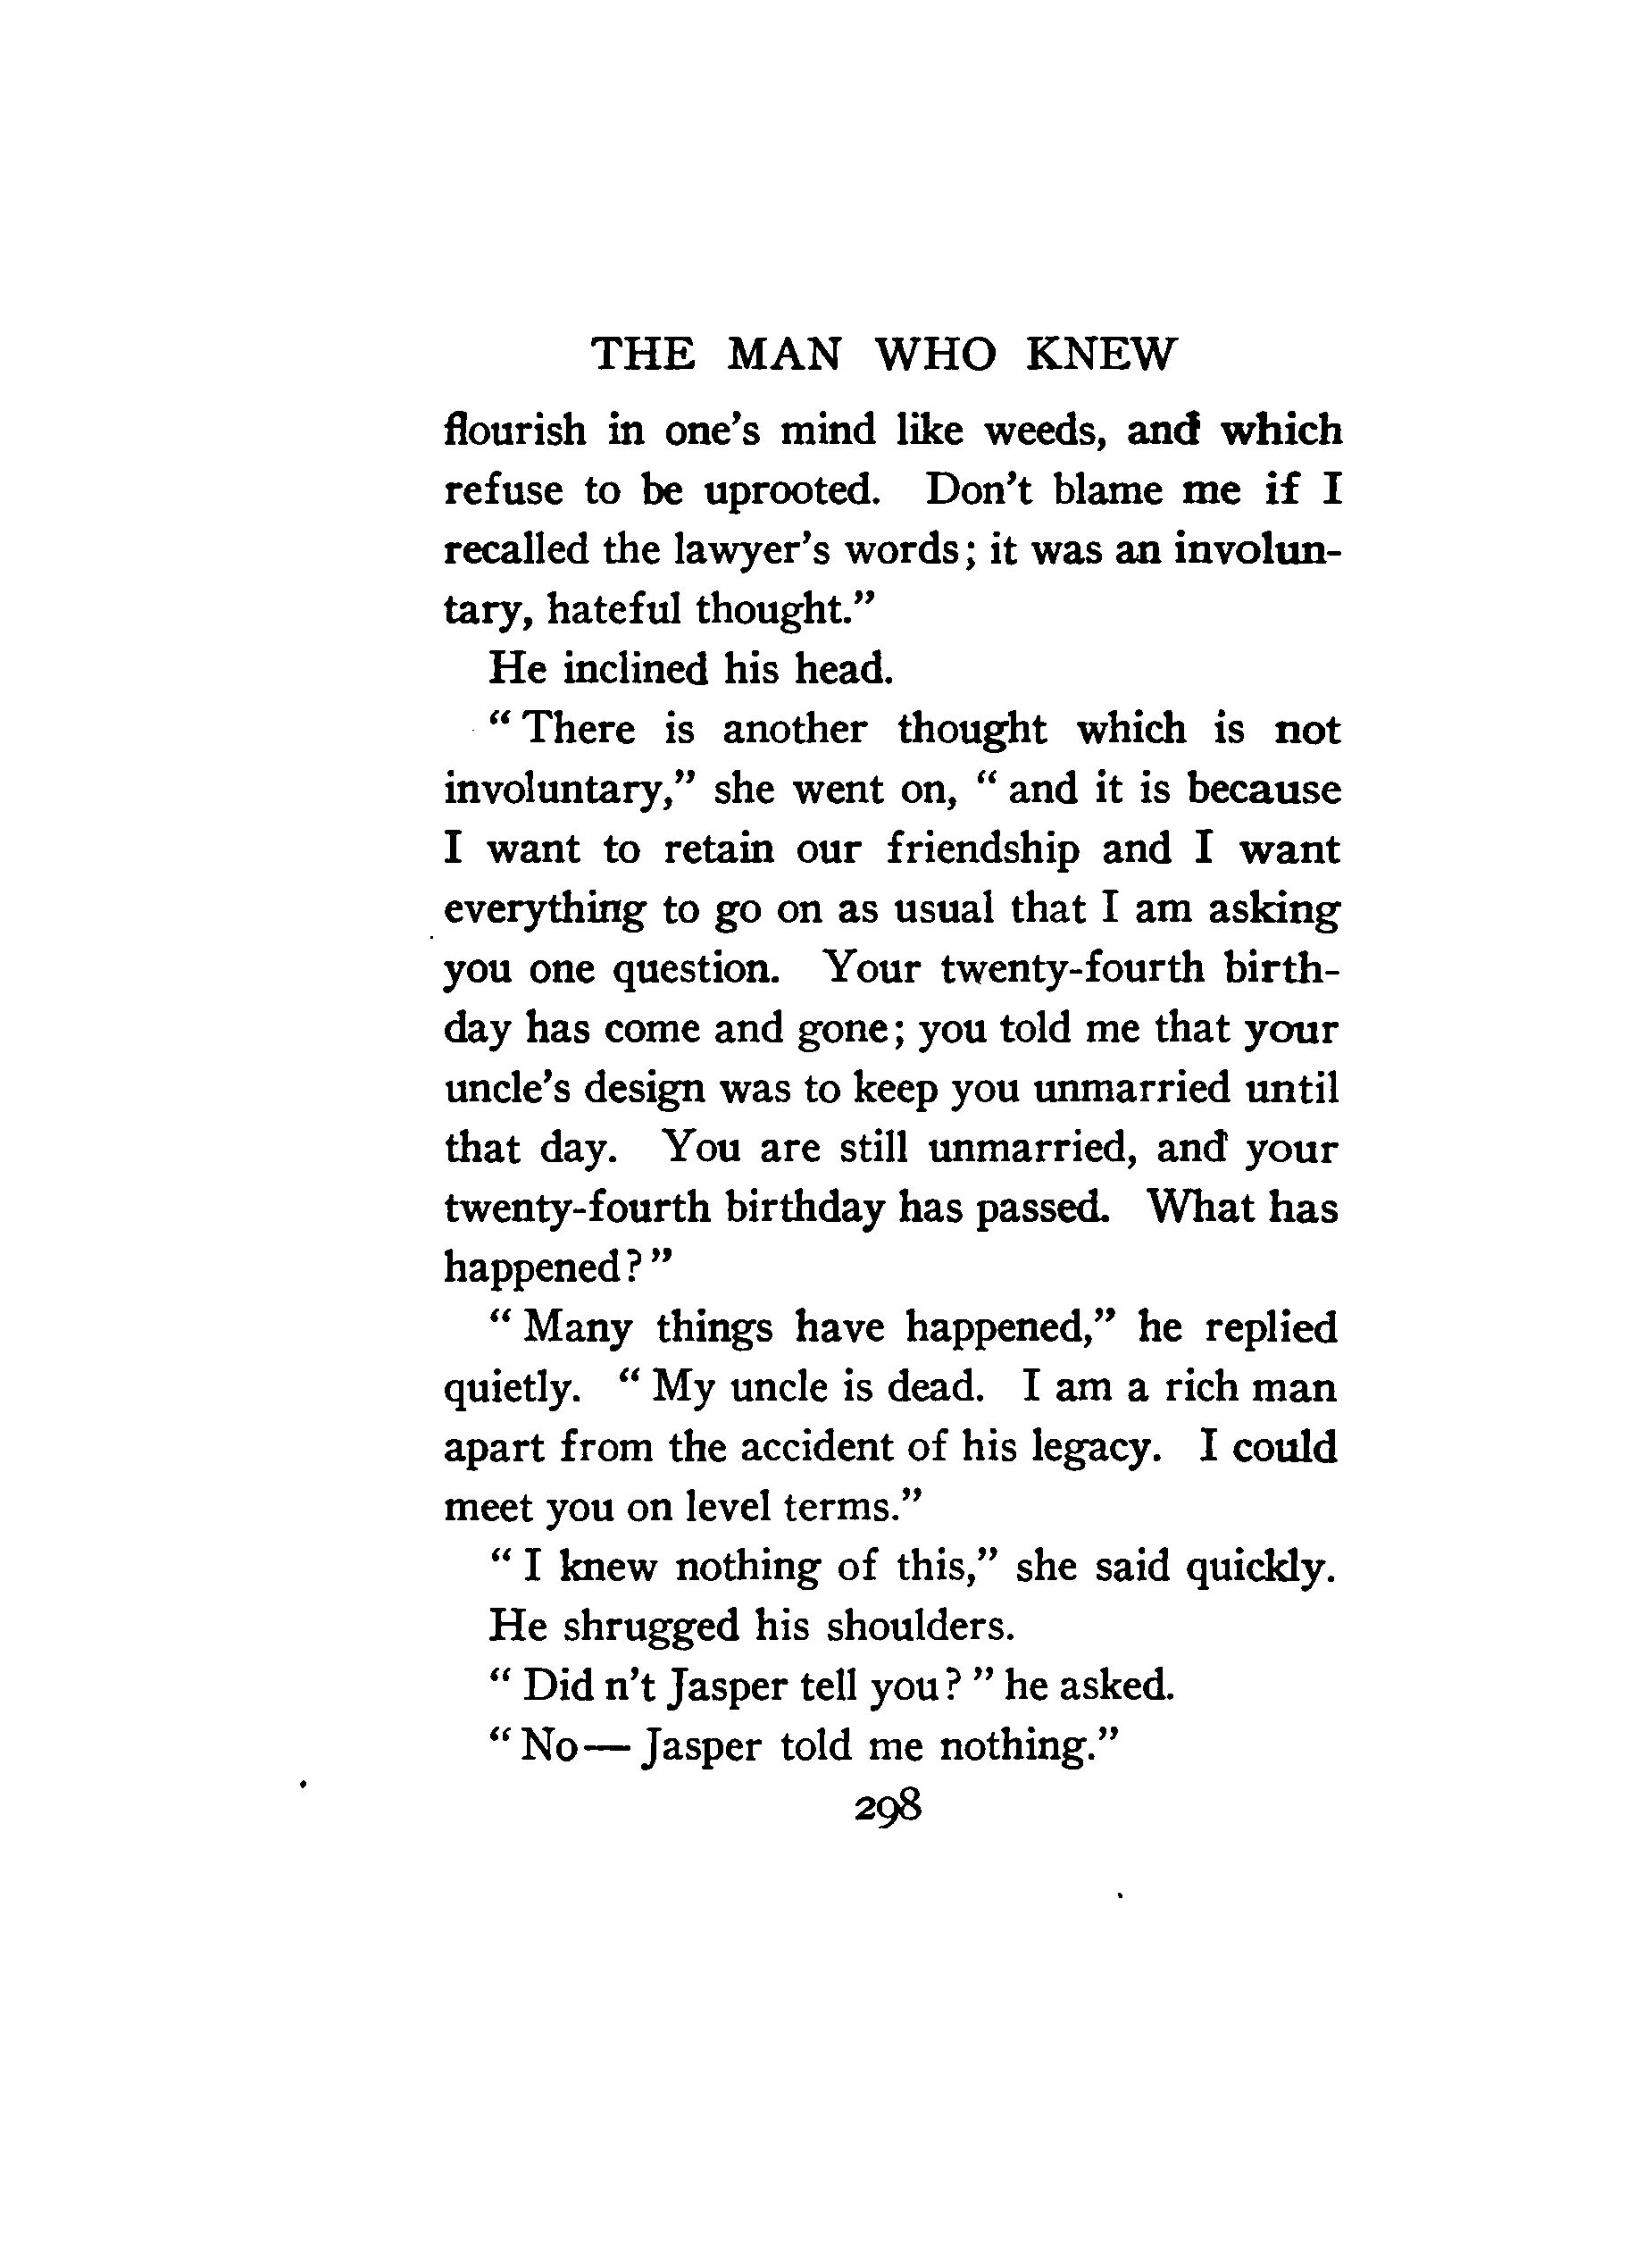 THE MAN WHO KNEW
flourish in one's mind like weeds, and which
refuse to be uprooted. Don't blame me if I
recalled the lawyer's words; it was an involun-
tary, hateful thought."
He inclined his head.
"There is another thought which is not
involuntary," she went on, "and it is because
I want to retain our friendship and I want
everything to go on as usual that I am asking
you one question. Your twenty-fourth birth-
day has come and gone; you told me that your
uncle's design was to keep you unmarried until
that day. You are still unmarried, and your
twenty-fourth birthday has passed. What has
happened?"
"Many things have happened," he replied
quietly. "My uncle is dead. I am a rich man
apart from the accident of his legacy. I could
meet you on level terms."
"I knew nothing of this," she said quickly.
He shrugged his shoulders.
"Did n't Jasper tell you?" he asked.
"No—Jasper told me nothing."
298